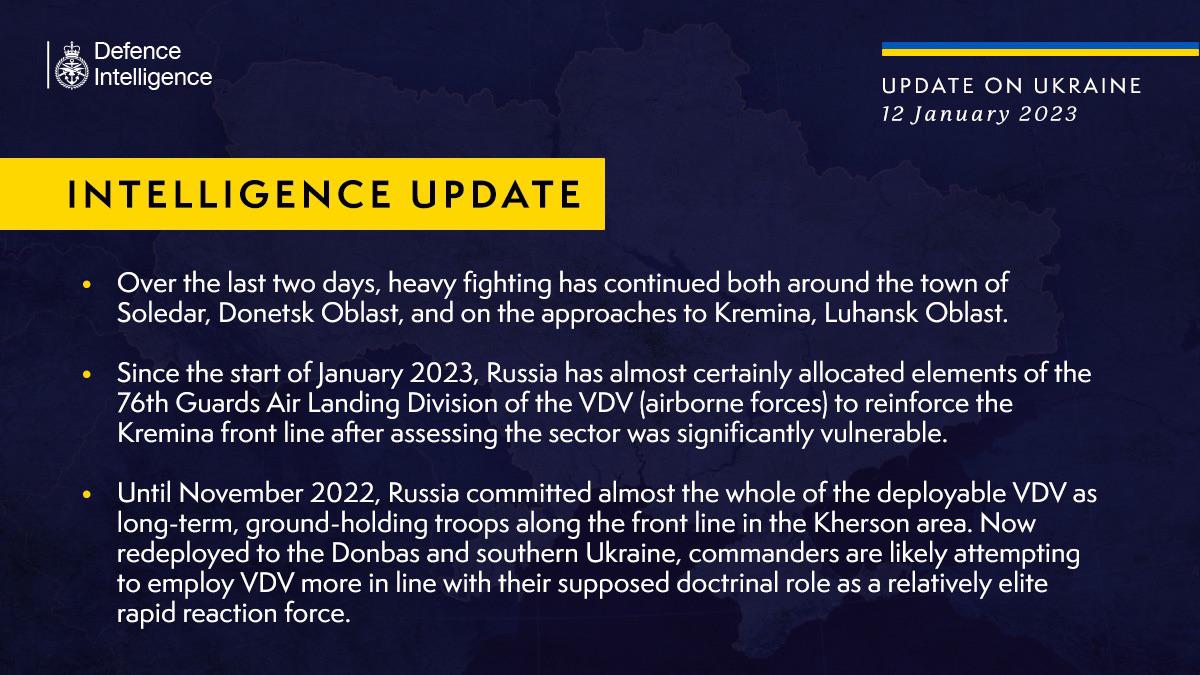 Defence
Intelligence
UPDATE ON UKRAINE
12 January 2023
INTELLIGENCE UPDATE
• Over the last two days, heavy fighting has continued both around the town of
Soledar, Donetsk Oblast, and on the approaches to Kremina, Luhansk Oblast.
• Since the start of January 2023, Russia has almost certainly allocated elements of the
76th Guards Air Landing Division of the VDV (airborne forces) to reinforce the
Kremina front line after assessing the sector was significantly vulnerable.
• Until November 2022, Russia committed almost the whole of the deployable VDV as
long-term, ground-holding troops along the front line in the Kherson area. Now
redeployed to the Donbas and southern Ukraine, commanders are likely attempting
to employ VDV more in line with their supposed doctrinal role as a relatively elite
rapid reaction force.